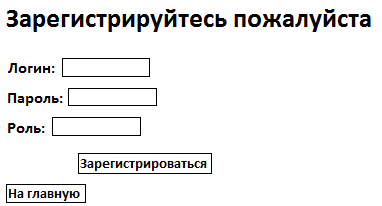 Зарегистрируйтесь пожалуйста
Логин:
Пароль:
Роль:
Зарегистрироваться
На главную